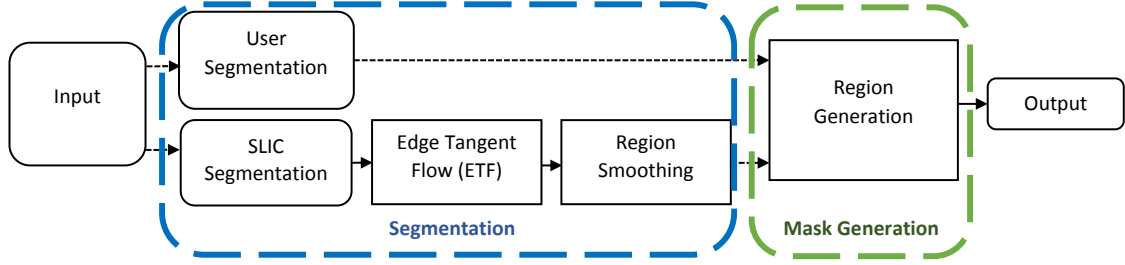 Input
User
Segmentation
SLIC
Segmentation
Edge Tangent
Flow (ETF)
Region
Smoothing
Segmentation
Region
Generation
Mask Generation
Output